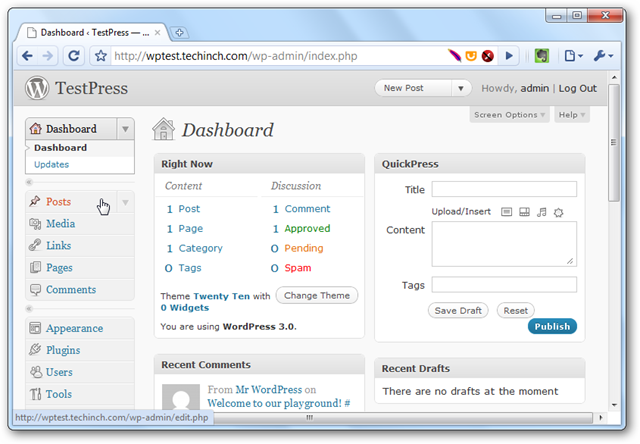 Dashboard ‹ TestPress — ...
http://wptest.techinch.com/wp-admin/index.php
TestPress
New Post
Howdy, admin | Log Out
Screen Options
Help
Dashboard
Dashboard
Updates
Posts
Media
Links
Pages
Comments
Appearance
Plugins
Users
Tools
Dashboard
Right Now
Content
Discussion
1 Post
1 Comment
1 Page
1 Approved
1 Category
0 Pending
0 Tags
0 Spam
Theme Twenty Ten with
0 Widgets
Change Theme
You are using WordPress 3.0.
Recent Comments
From Mr WordPress on
Welcome to our playground! #
QuickPress
Title
Upload/Insert
Content
Tags
Save Draft
Reset
Publish
Recent Drafts
There are no drafts at the moment
http://wptest.techinch.com/wp-admin/edit.php